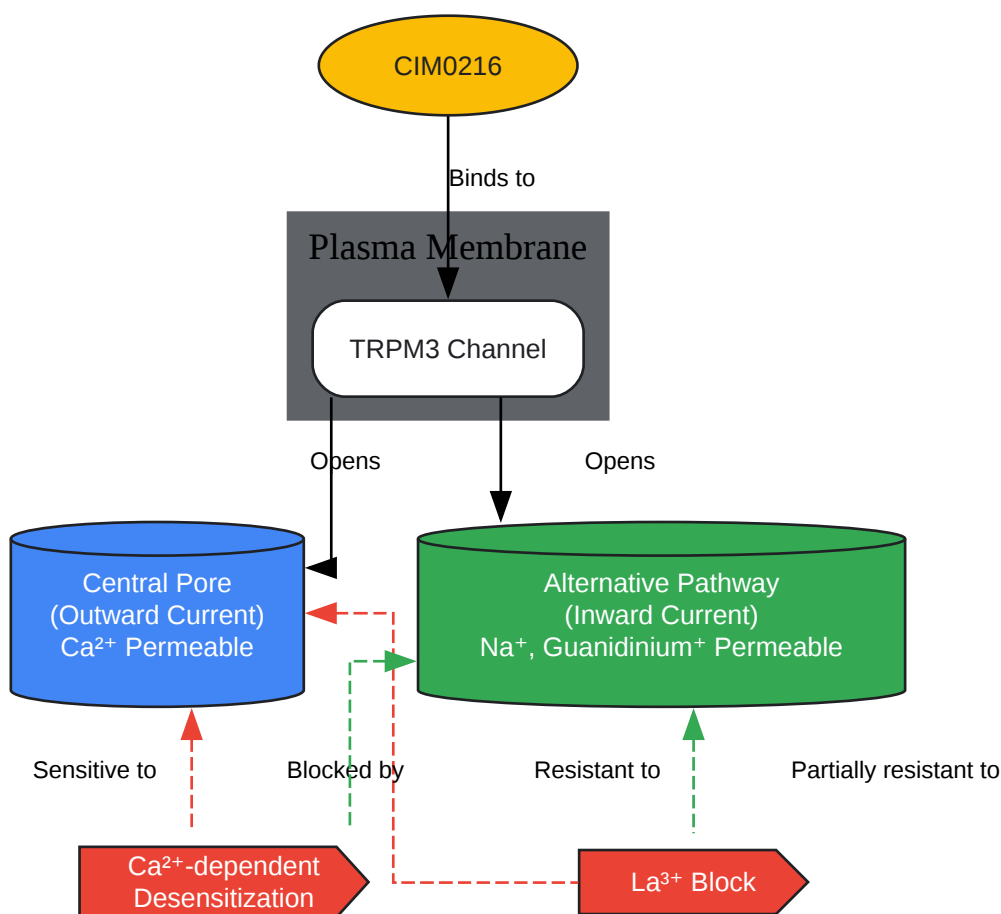 CIM0216
Binds to
Plasma Membrane
TRPM3 Channel
Opens
Opens
Central Pore
(Outward Current)
Ca²⁺ Permeable
Alternative Pathway
(Inward Current)
Na⁺, Guanidinium⁺ Permeable
Sensitive to
Blocked by
Resistant to
Partially resistant to
Ca²⁺-dependent
Desensitization
La³⁺ Block